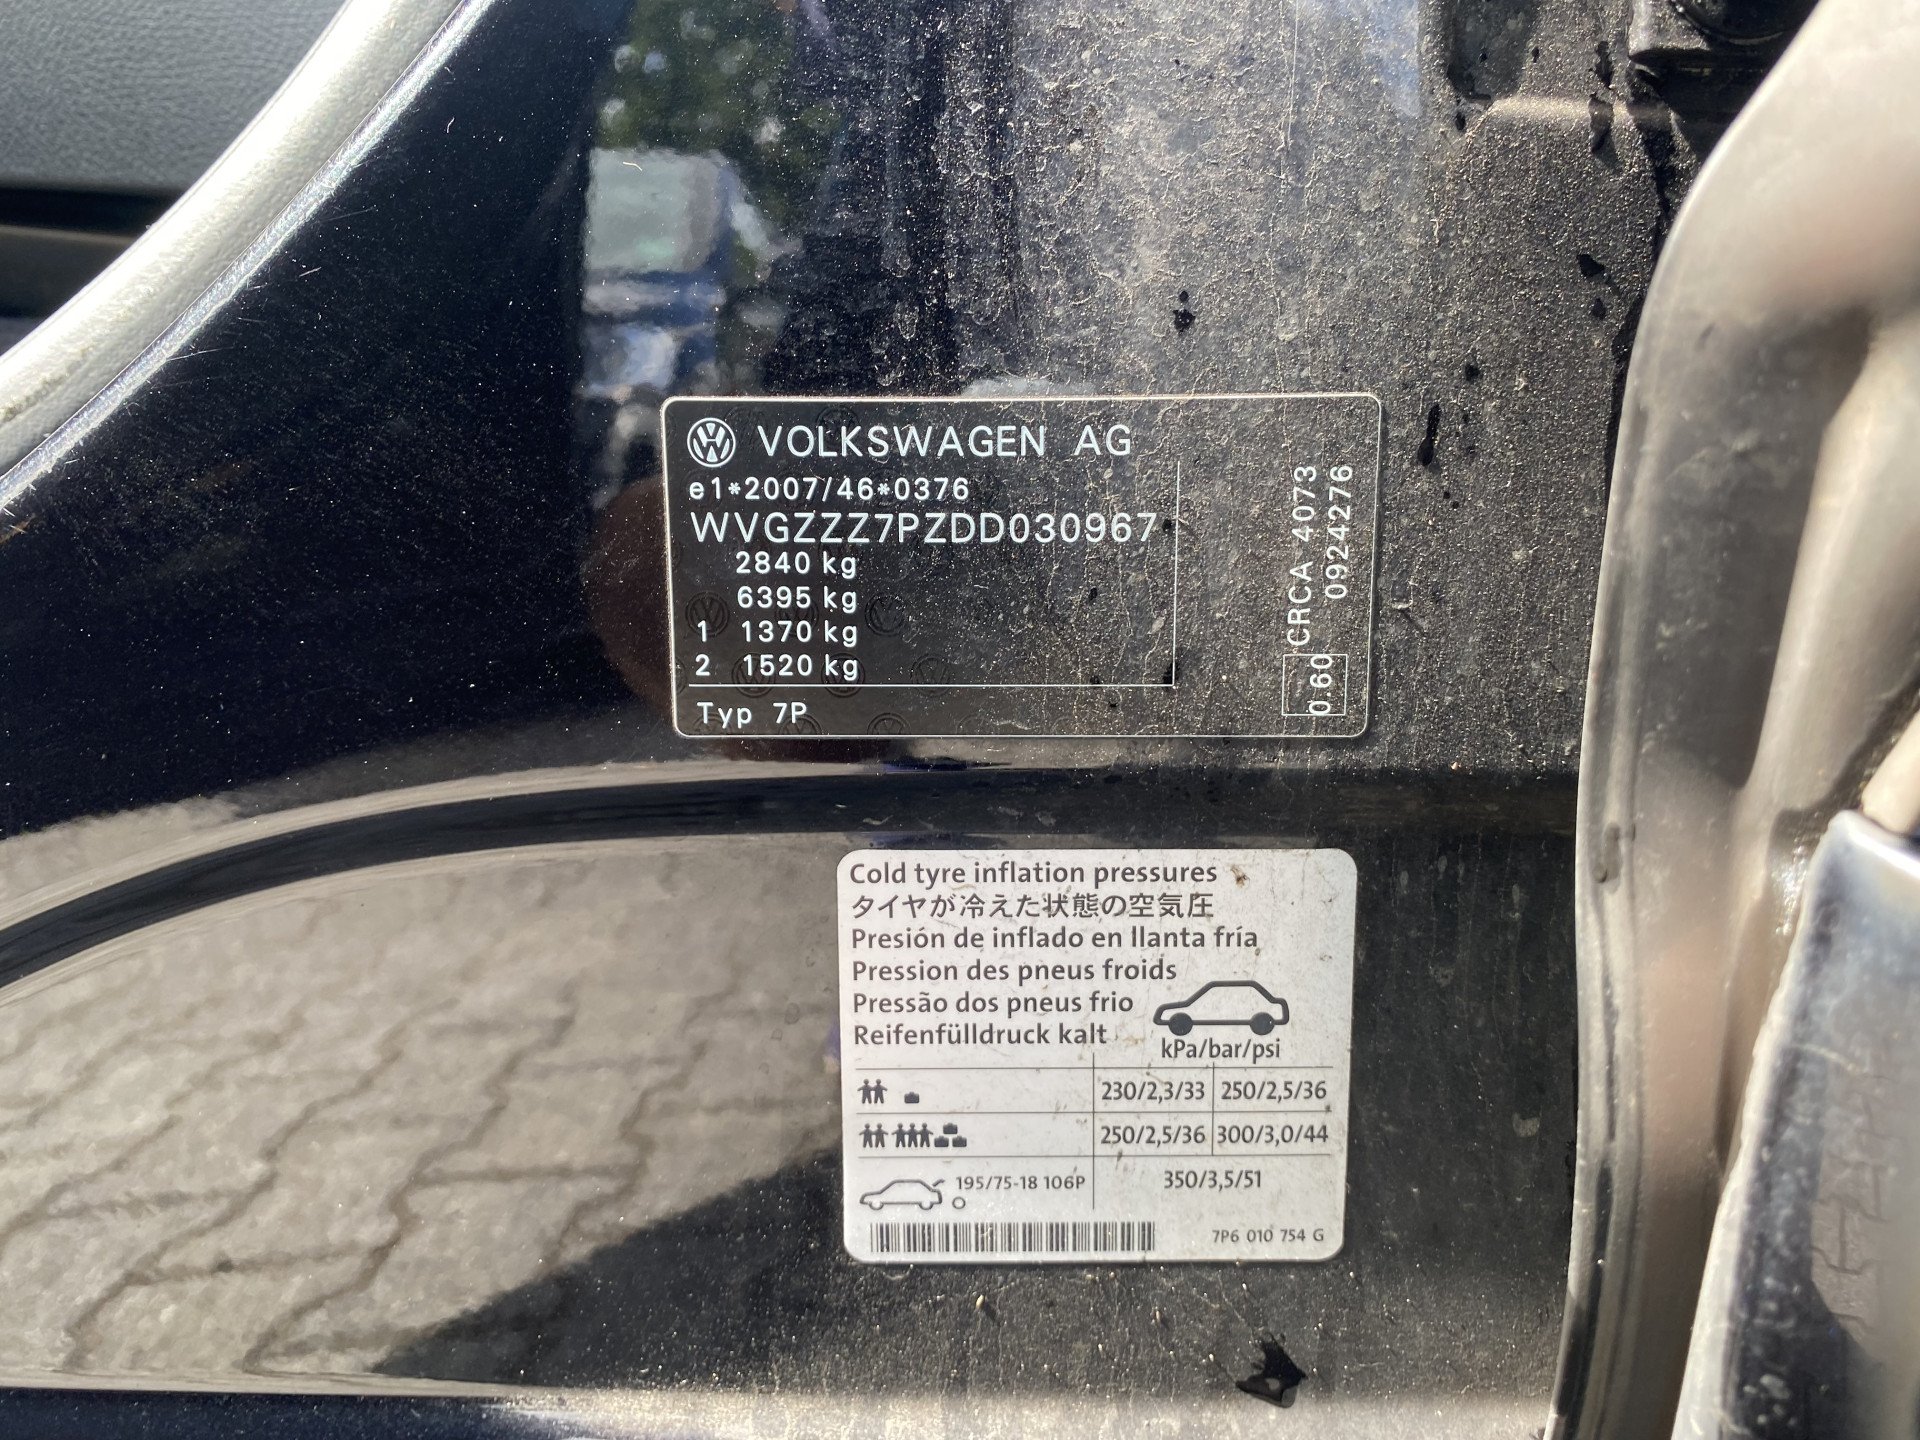 VOLKSWAGEN AG
e1*2007/46*0376
WVGZZZ7PZDD030967
2840 kg
6395 kg
1 1370 kg
2 1520 kg
Typ 7P
CRCA 4073
0924276
0.60
Cold tyre inflation pressures
タイヤが冷えた状態の空気圧
Presión de inflado en llanta fría
Pression des pneus froids
Pressão dos pneus frio
Reifenfülldruck kalt
kPa/bar/psi
230/2,3/33 250/2,5/36
250/2,5/36 300/3,0/44
195/75-18 106P 350/3,5/51
7P6 010 754 G